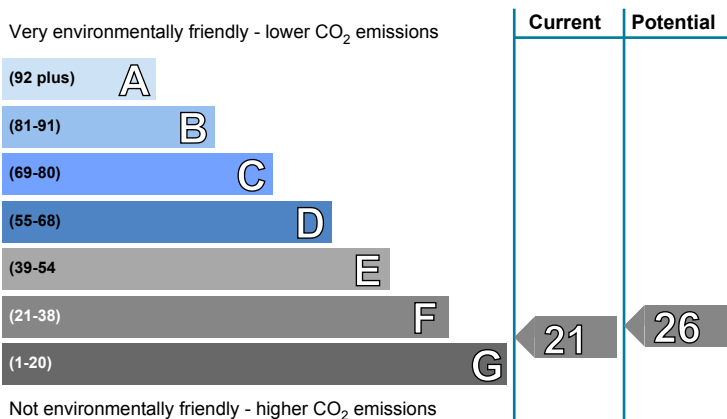 Very environmentally friendly - lower CO₂ emissions
Current
Potential
(92 plus) A
(81-91) B
(69-80) C
(55-68) D
(39-54 E
(21-38) F
(1-20) G
21
26
Not environmentally friendly - higher CO₂ emissions